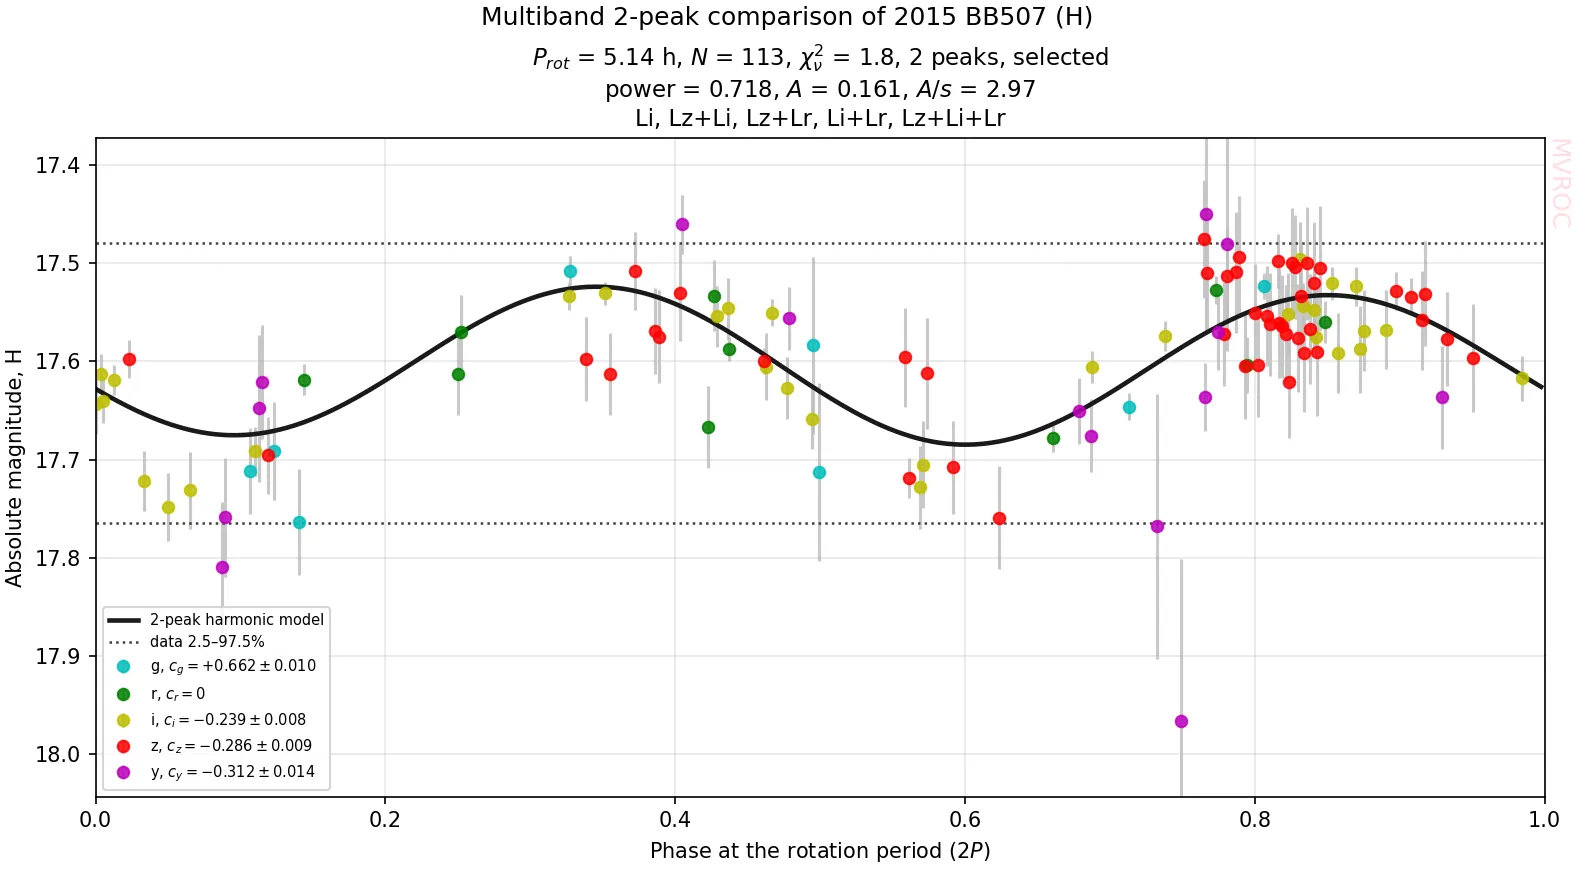 Multiband 2-peak comparison of 2015 BB507 (H)
P_rot = 5.14 h, N = 113, χ²_ν = 1.8, 2 peaks, selected
power = 0.718, A = 0.161, A/s = 2.97
Li, Lz+Li, Lz+Lr, Li+Lr, Lz+Li+Lr
17.4
17.5
17.6
17.7
17.8
17.9
18.0
Absolute magnitude, H
2-peak harmonic model
data 2.5–97.5%
g, c_g = +0.662 ± 0.010
r, c_r = 0
i, c_i = −0.239 ± 0.008
z, c_z = −0.286 ± 0.009
y, c_y = −0.312 ± 0.014
0.0 0.2 0.4 0.6 0.8 1.0
Phase at the rotation period (2P)
MVROC